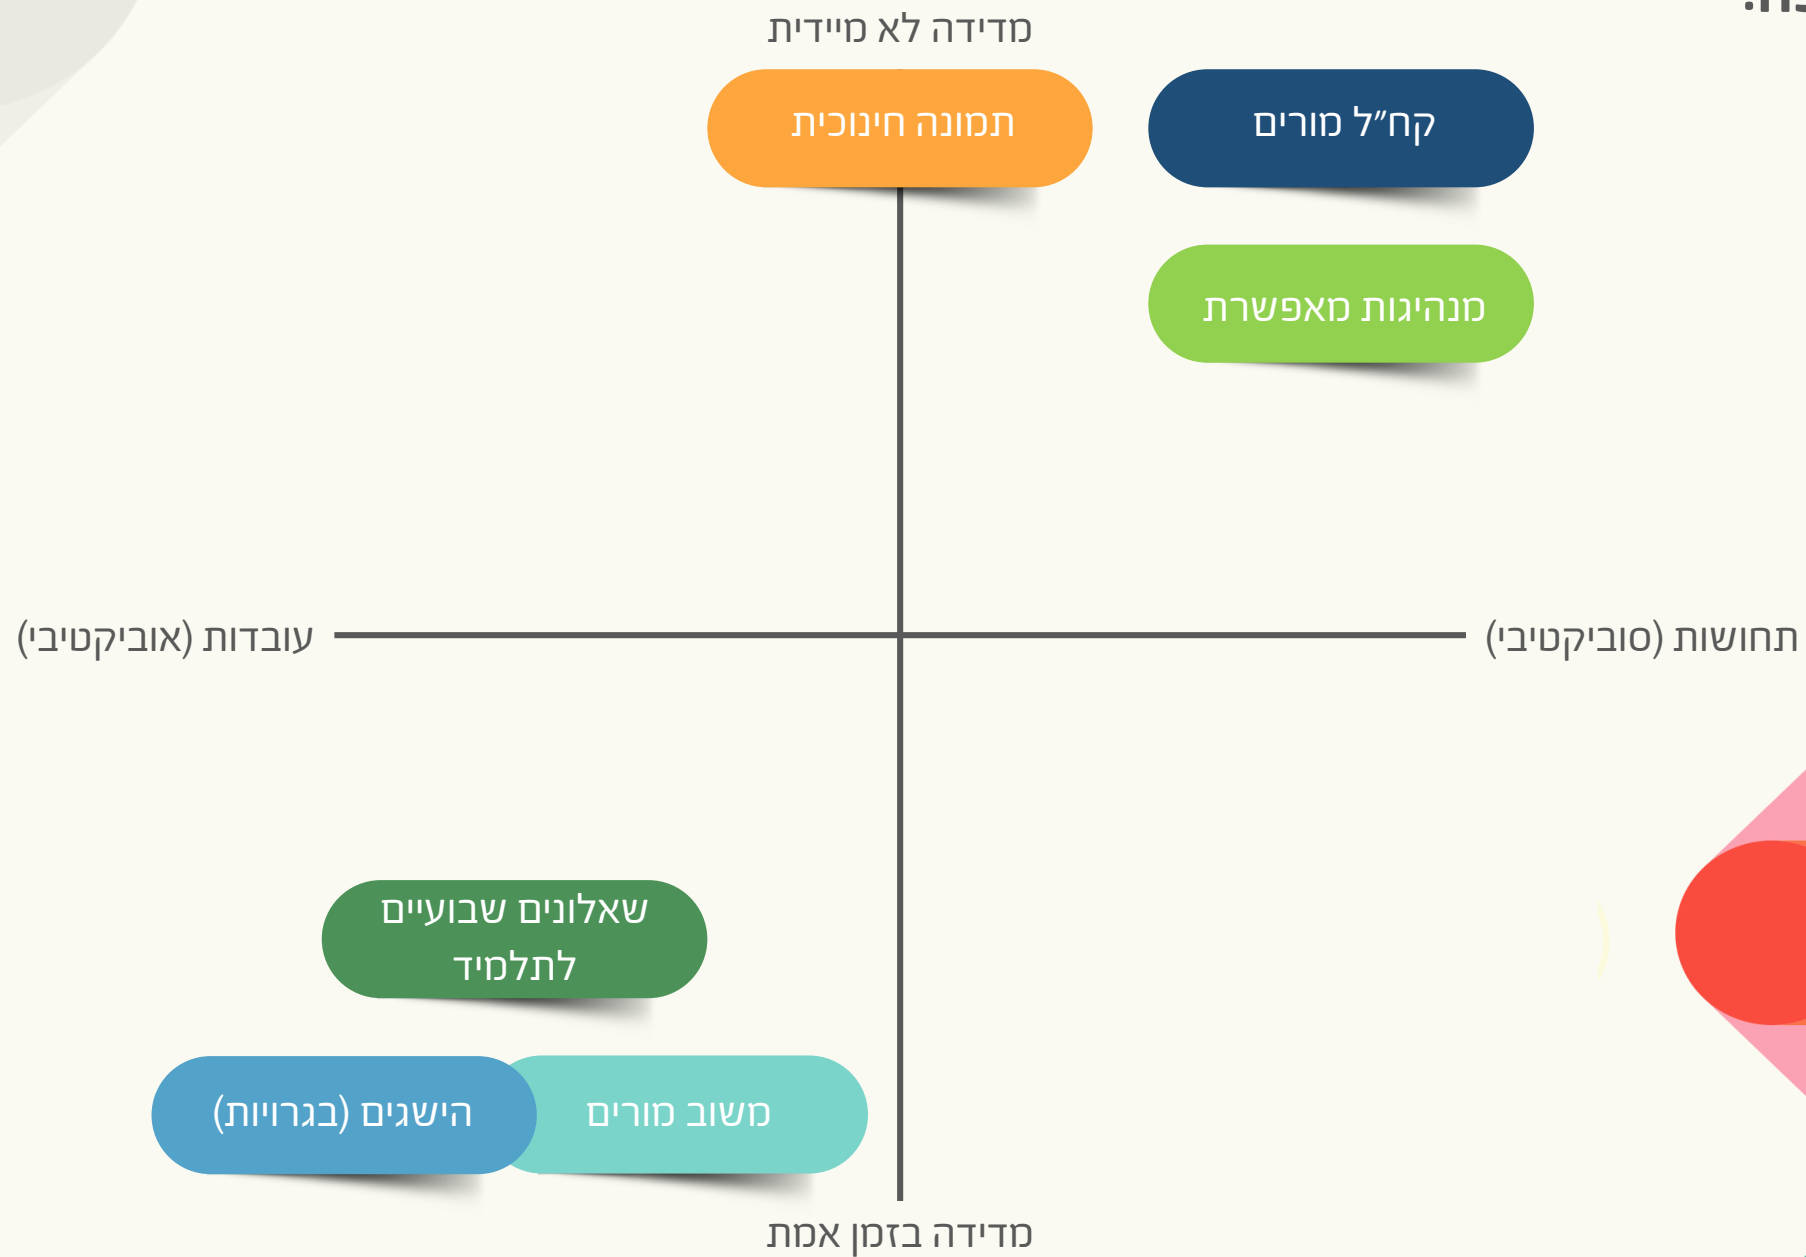 מדידה לא מיידית
קח״ל מורים
תמונה חינוכית
מנהיגות מאפשרת
תחושות (סוביקטיבי)
עובדות (אוביקטיבי)
שאלונים שבועיים
לתלמיד
משוב מורים
הישגים (בגרויות)
מדידה בזמן אמת